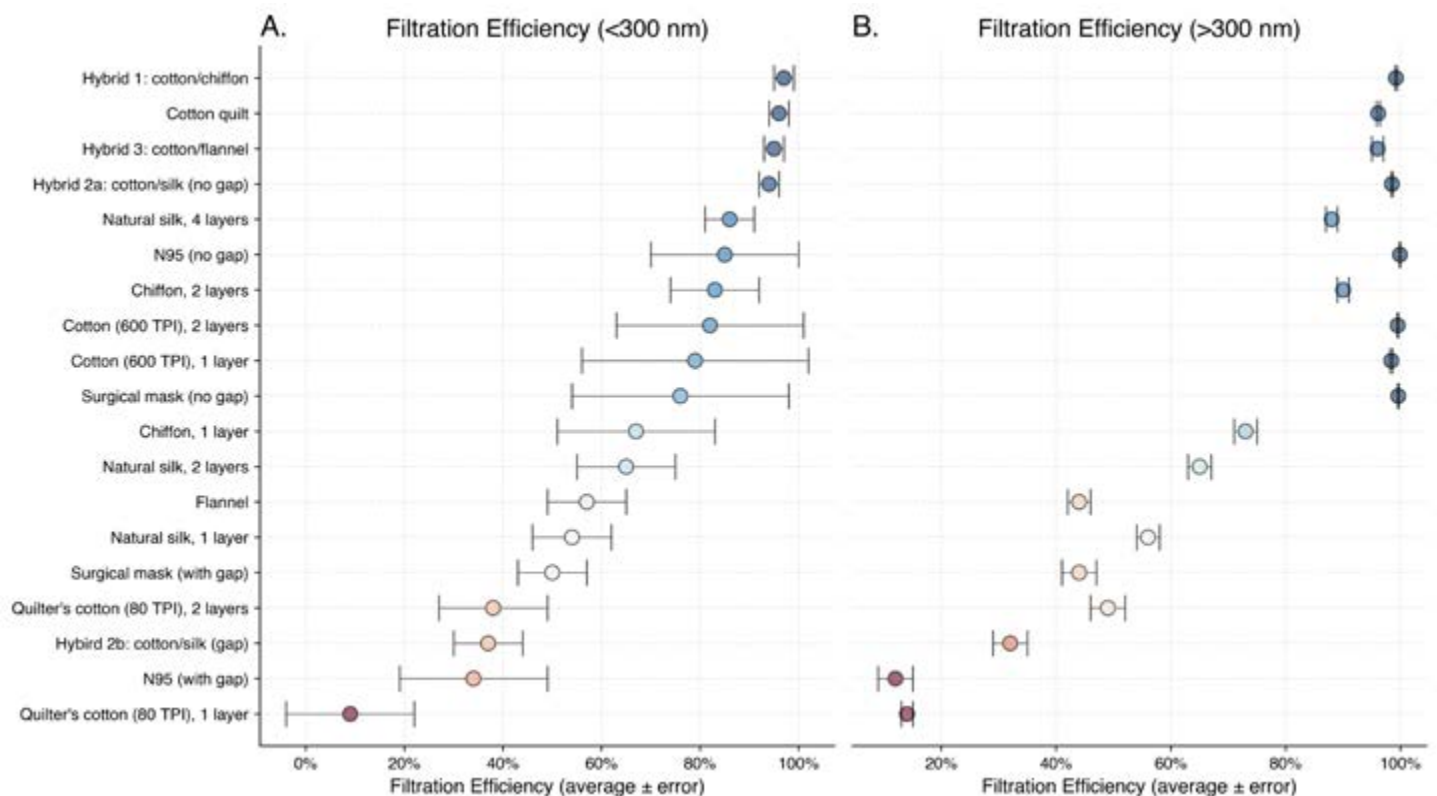 A.
Filtration Efficiency (<300 nm)
B.
Filtration Efficiency (>300 nm)
Hybrid 1: cotton/chiffon
Cotton quilt
Hybrid 3: cotton/flannel
Hybrid 2a: cotton/silk (no gap)
Natural silk, 4 layers
N95 (no gap)
Chiffon, 2 layers
Cotton (600 TPI), 2 layers
Cotton (600 TPI), 1 layer
Surgical mask (no gap)
Chiffon, 1 layer
Natural silk, 2 layers
Flannel
Natural silk, 1 layer
Surgical mask (with gap)
Quilter's cotton (80 TPI), 2 layers
Hybird 2b: cotton/silk (gap)
N95 (with gap)
Quilter's cotton (80 TPI), 1 layer
0% 20% 40% 60% 80% 100%
20% 40% 60% 80% 100%
Filtration Efficiency (average ± error)
Filtration Efficiency (average ± error)